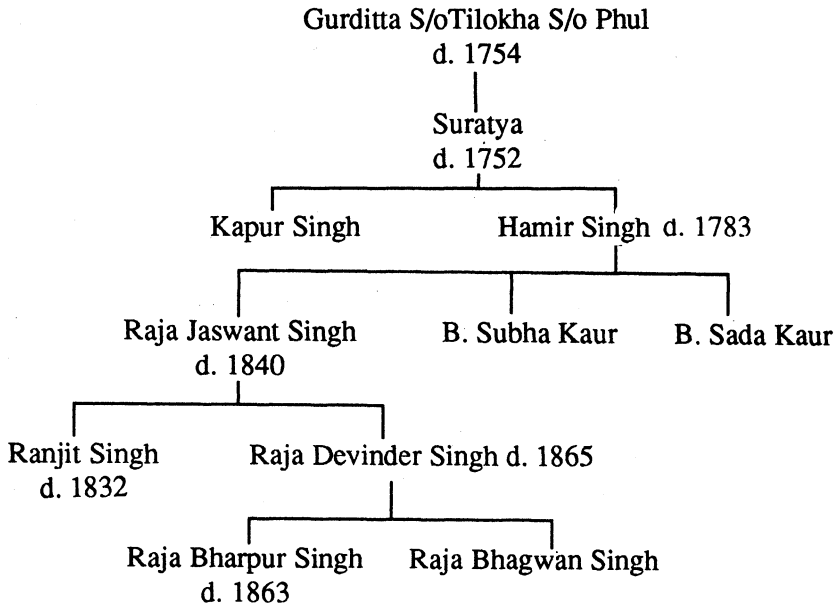 Gurditta S/oTilokha S/o Phul
d. 1754
Suratya
d. 1752
Kapur Singh
Hamir Singh d. 1783
Raja Jaswant Singh
d. 1840
B. Subha Kaur
B. Sada Kaur
Ranjit Singh
d. 1832
Raja Devinder Singh d. 1865
Raja Bharpur Singh
d. 1863
Raja Bhagwan Singh